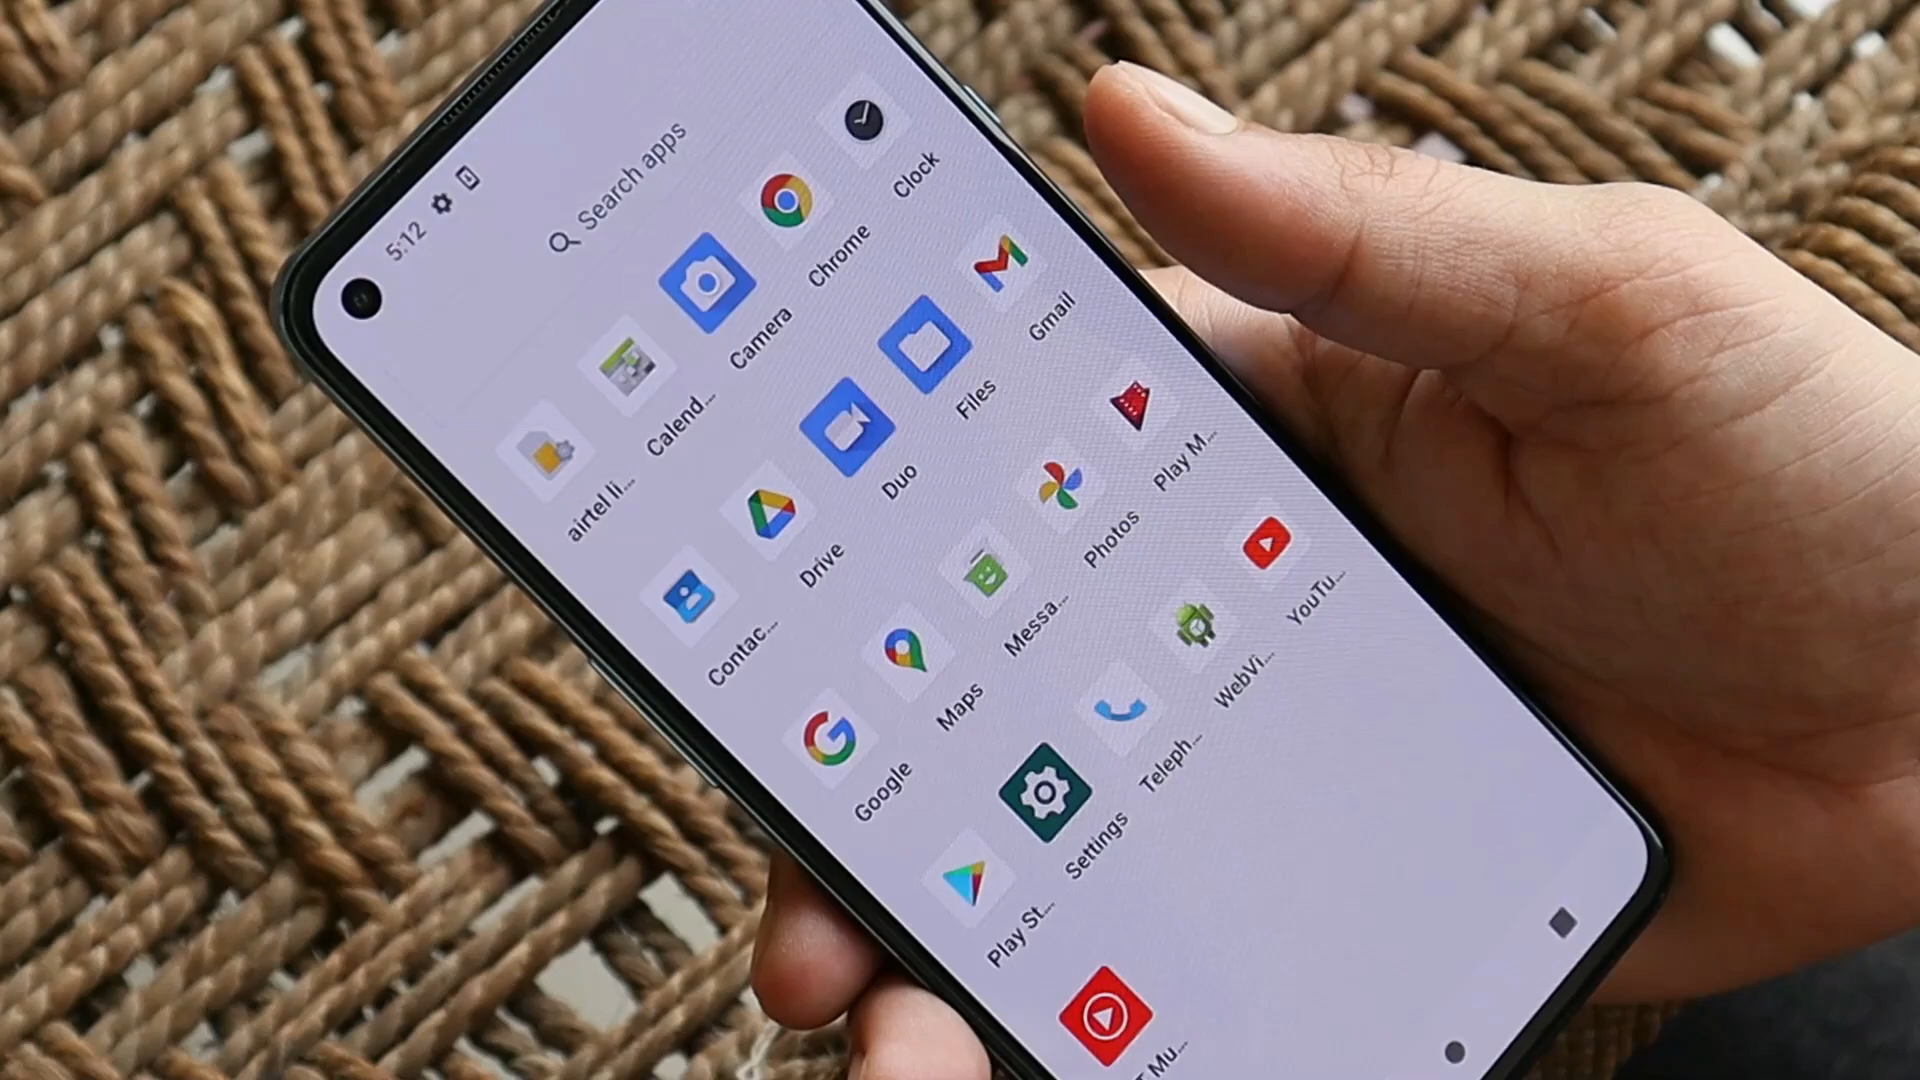 5:12
Search apps
airtel li...
Calend...
Camera
Chrome
Clock
Contac...
Drive
Duo
Files
Gmail
Google
Maps
Messa...
Photos
Play M...
Play St...
Settings
Teleph...
WebVi...
YouTu...
T Mu...